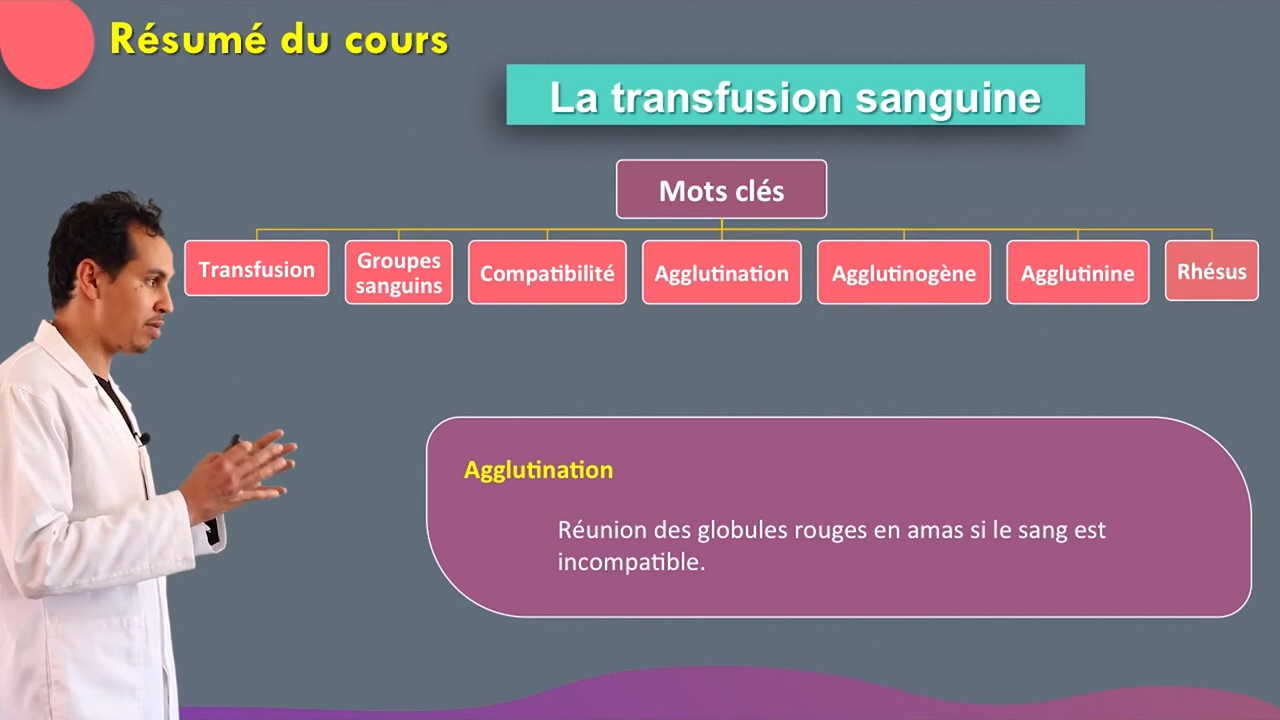 Résumé du cours
La transfusion sanguine
Mots clés
Transfusion
Groupes
sanguins
Compatibilité
Agglutination
Agglutinogène
Agglutinine
Rhésus
Agglutination
Réunion des globules rouges en amas si le sang est
incompatible.